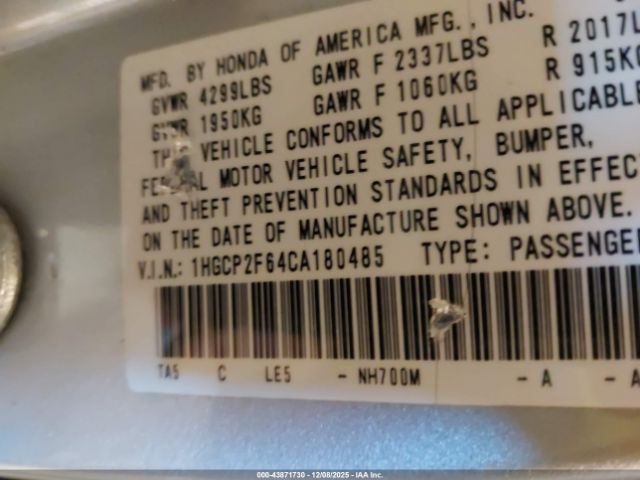 MFD. BY HONDA OF AMERICA MFG., INC.
GVWR 4299LBS GAWR F 2337LBS R 2017L
GVWR 1950KG GAWR F 1060KG R 915KG
VEHICLE CONFORMS TO ALL APPLICABLE
MOTOR VEHICLE SAFETY, BUMPER,
AND THEFT PREVENTION STANDARDS IN EFFECT
ON THE DATE OF MANUFACTURE SHOWN ABOVE.
V.I.N.: 1HGCP2F64CA180485 TYPE: PASSENGE
TA5 C LE5 - NH700M - A - A
000-43871730 - 12/08/2025 - IAA Inc.